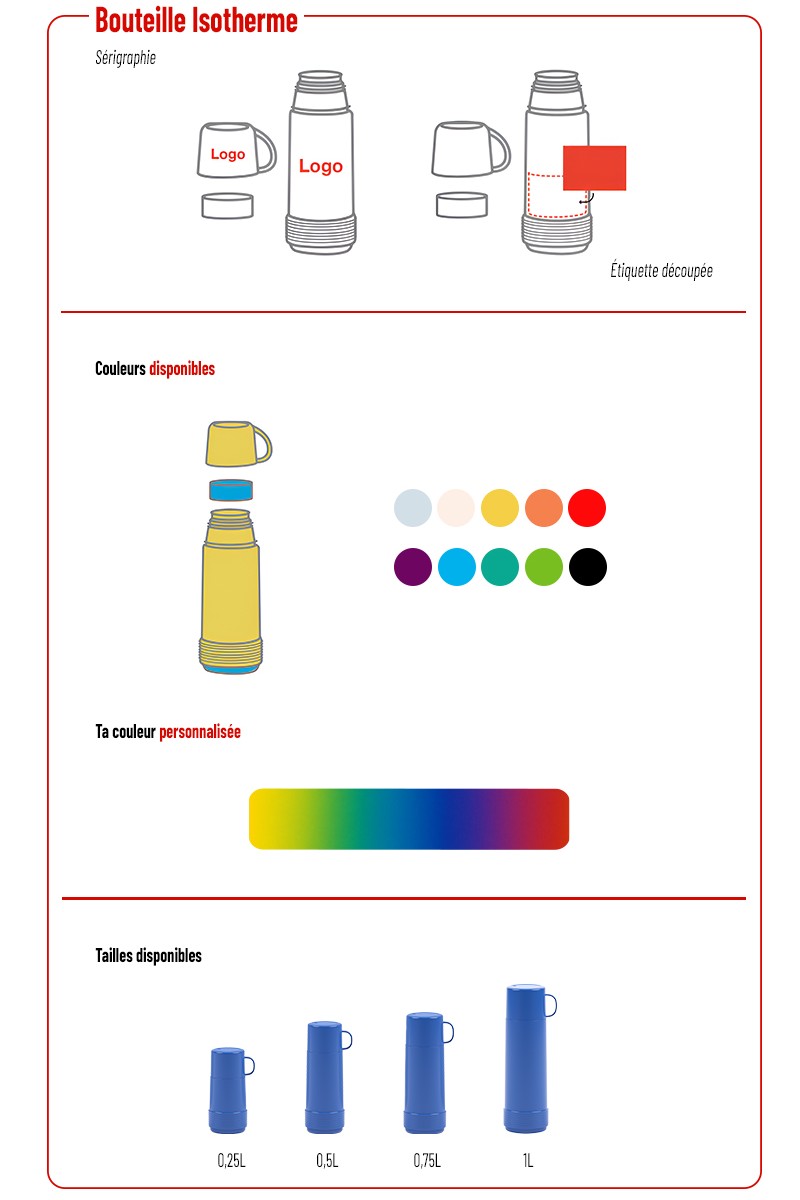 Bouteille Isotherme
Sérigraphie
Logo
Logo
Étiquette découpée
Couleurs disponibles
Ta couleur personnalisée
Tailles disponibles
0,25L
0,5L
0,75L
1L